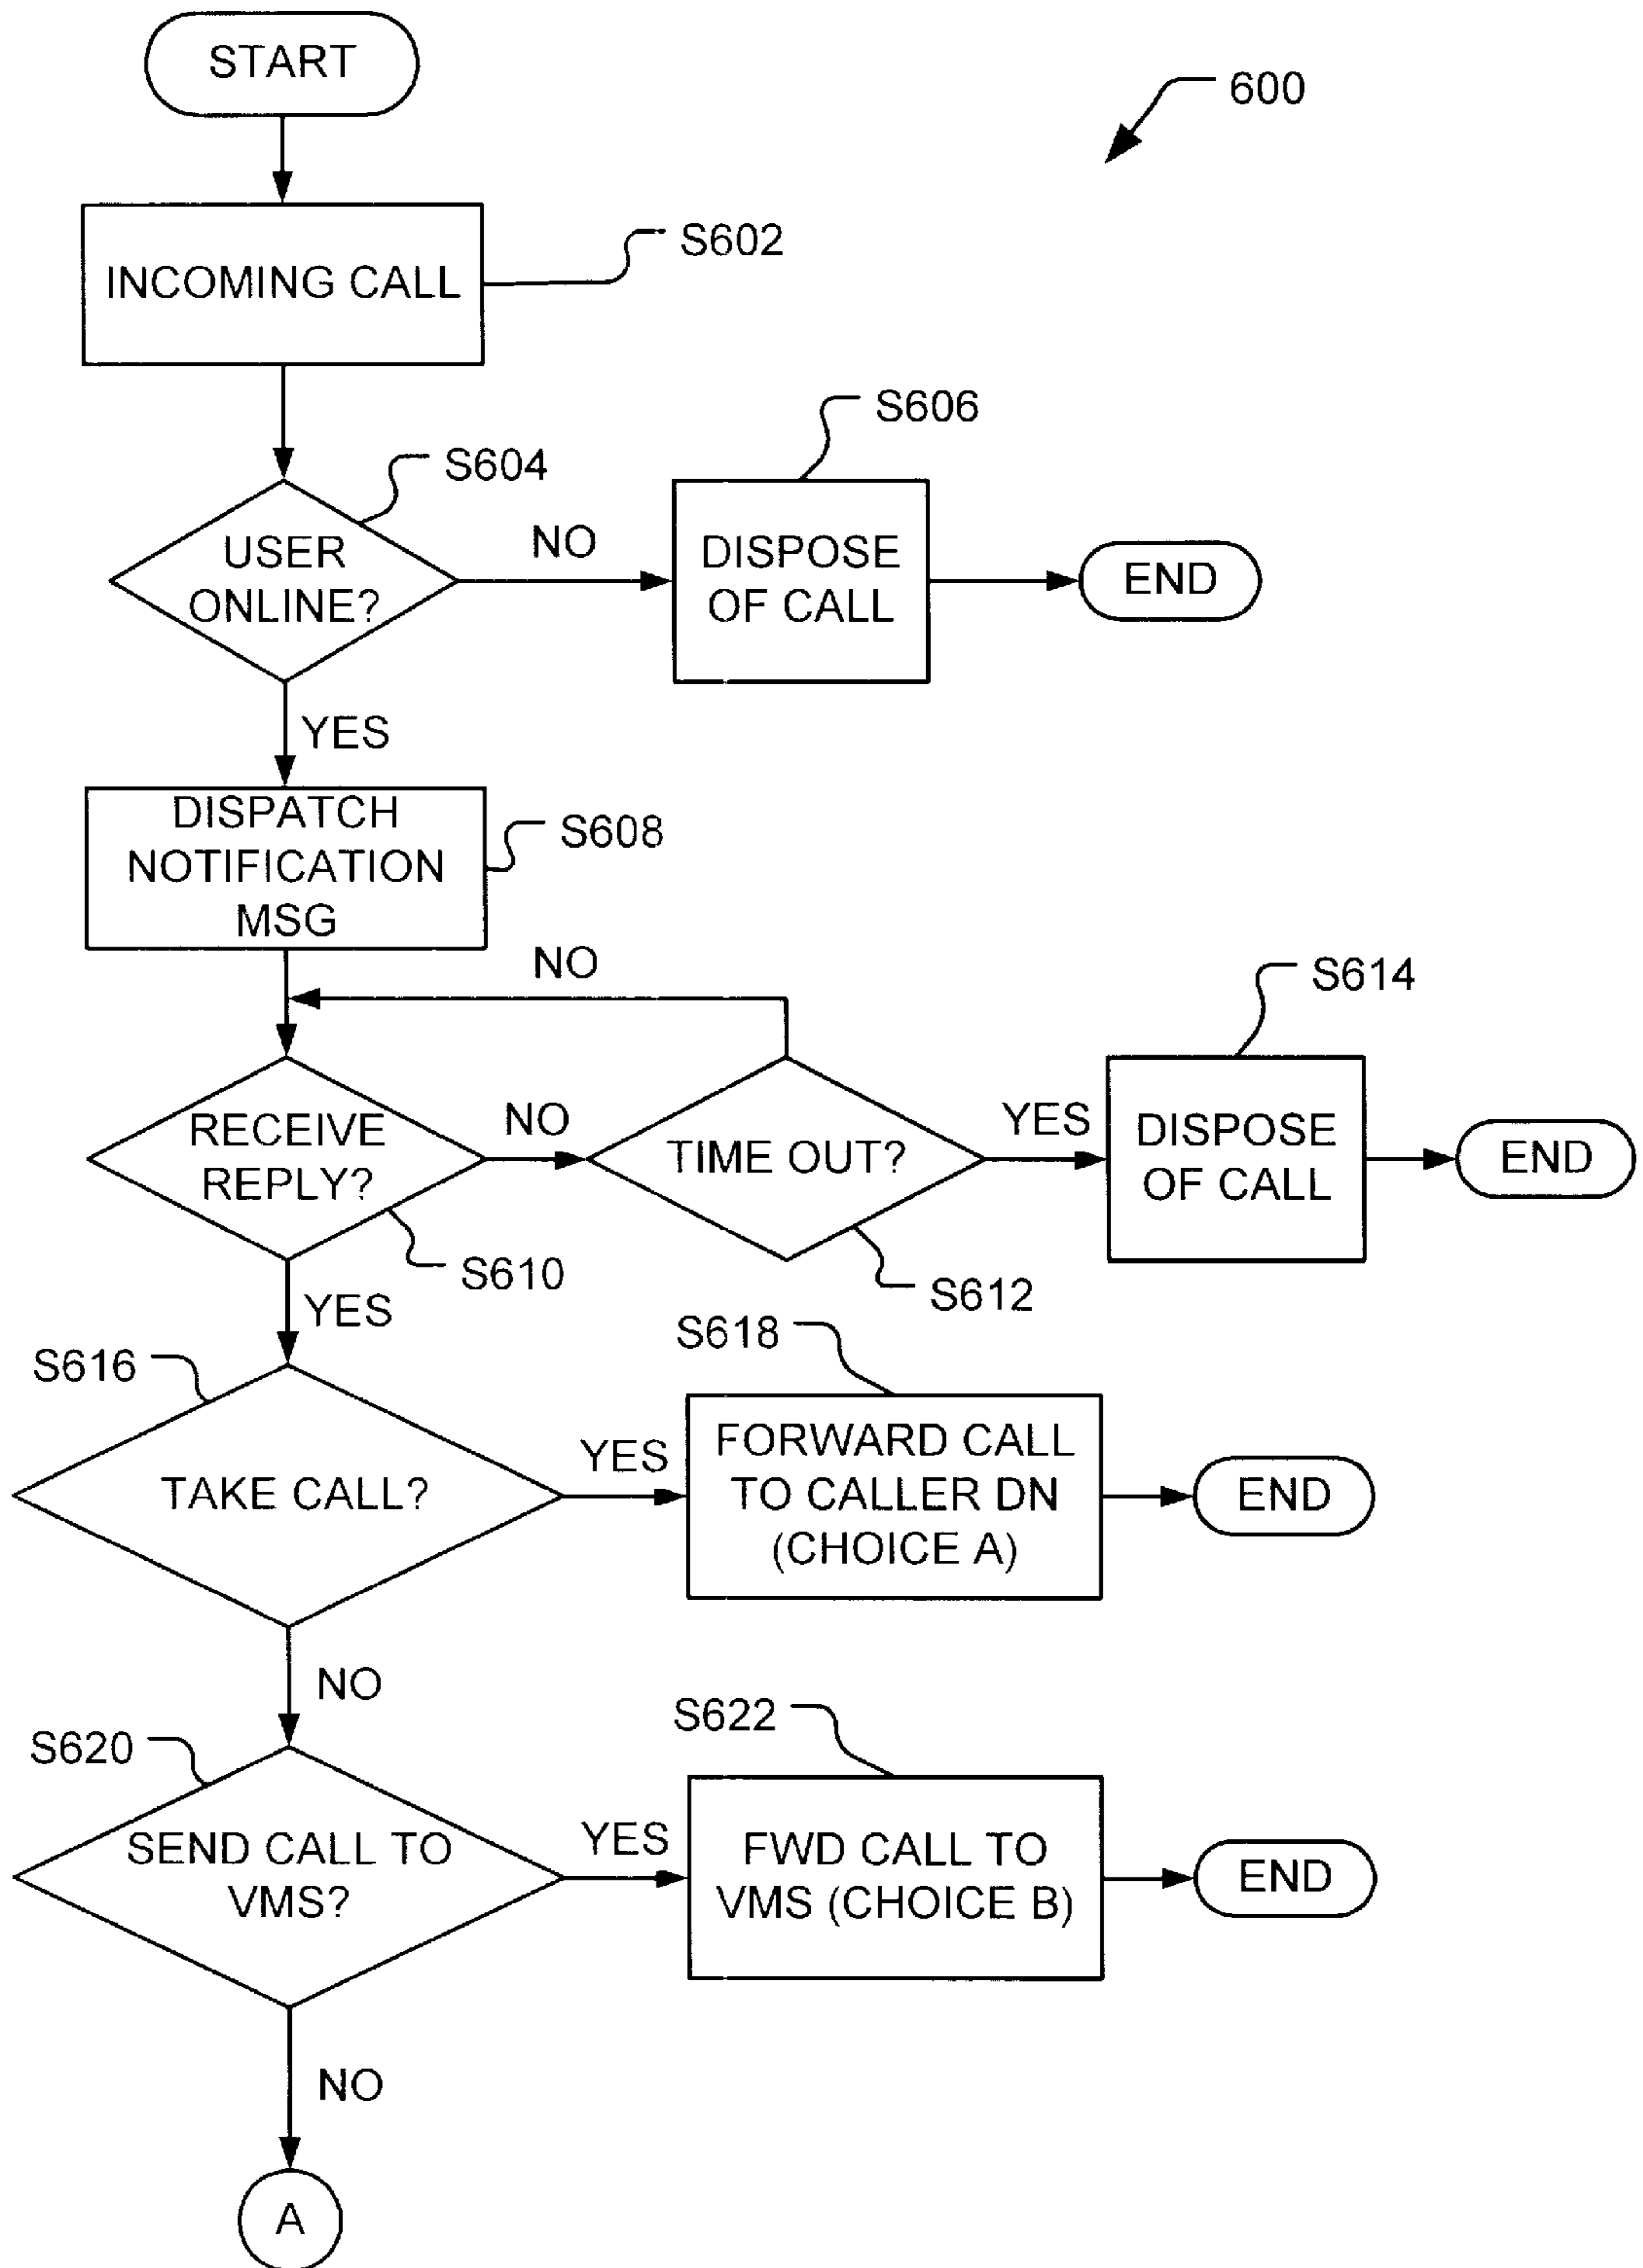 START
600
INCOMING CALL
S602
S606
S604
USER
ONLINE?
NO
DISPOSE
OF CALL
END
YES
DISPATCH
NOTIFICATION
MSG
S608
NO
S614
RECEIVE
REPLY?
NO
TIME OUT?
YES
DISPOSE
OF CALL
END
S610
S612
YES
S616
S618
TAKE CALL?
YES
FORWARD CALL
TO CALLER DN
(CHOICE A)
END
NO
S620
S622
SEND CALL TO
VMS?
YES
FWD CALL TO
VMS (CHOICE B)
END
NO
A